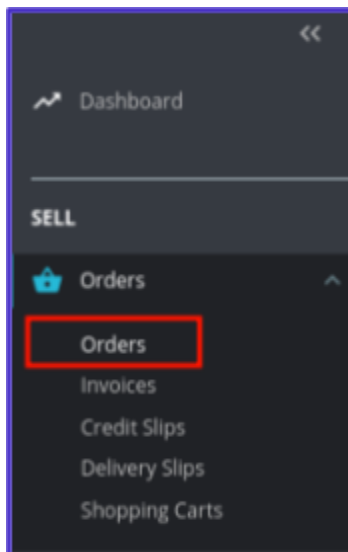 Dashboard
SELL
Orders
Orders
Invoices
Credit Slips
Delivery Slips
Shopping Carts